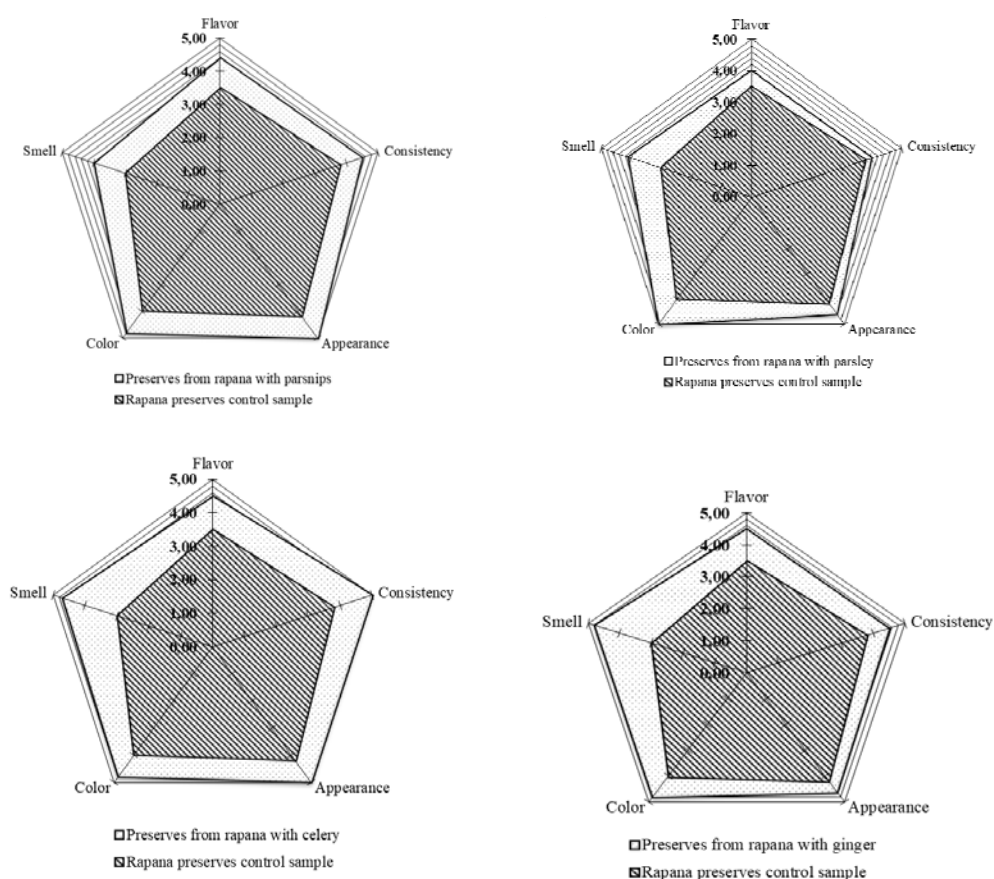 Flavor
5,00
4,00
3,00
2,00
1,00
0,00
Smell
Consistency
Color
Appearance
Preserves from rapana with parsnips
Rapana preserves control sample
Flavor
5,00
4,00
3,00
2,00
1,00
0,00
Smell
Consistency
Color
Appearance
Preserves from rapana with parsley
Rapana preserves control sample
Flavor
5,00
4,00
3,00
2,00
1,00
0,00
Smell
Consistency
Color
Appearance
Preserves from rapana with celery
Rapana preserves control sample
Flavor
5,00
4,00
3,00
2,00
1,00
0,00
Smell
Consistency
Color
Appearance
Preserves from rapana with ginger
Rapana preserves control sample